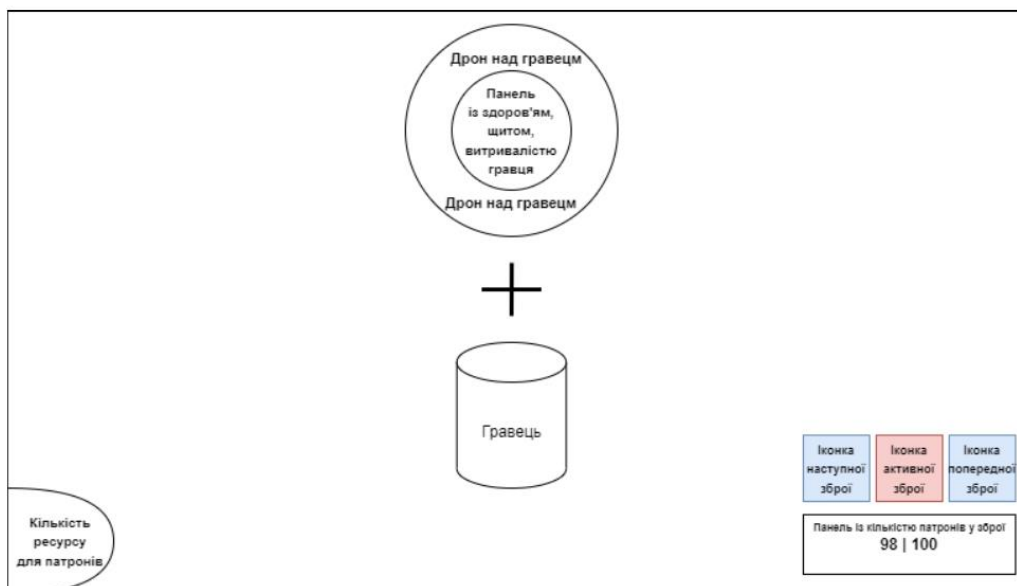 Дрон над гравецм
Панель
із здоров'ям,
щитом,
витривалістю
гравця
Дрон над гравецм
Гравець
Іконка
наступної
зброї
Іконка
активної
зброї
Іконка
попередної
зброї
Кількість
ресурсу
для патронів
Панель із кількістю патронів у зброї
98 | 100